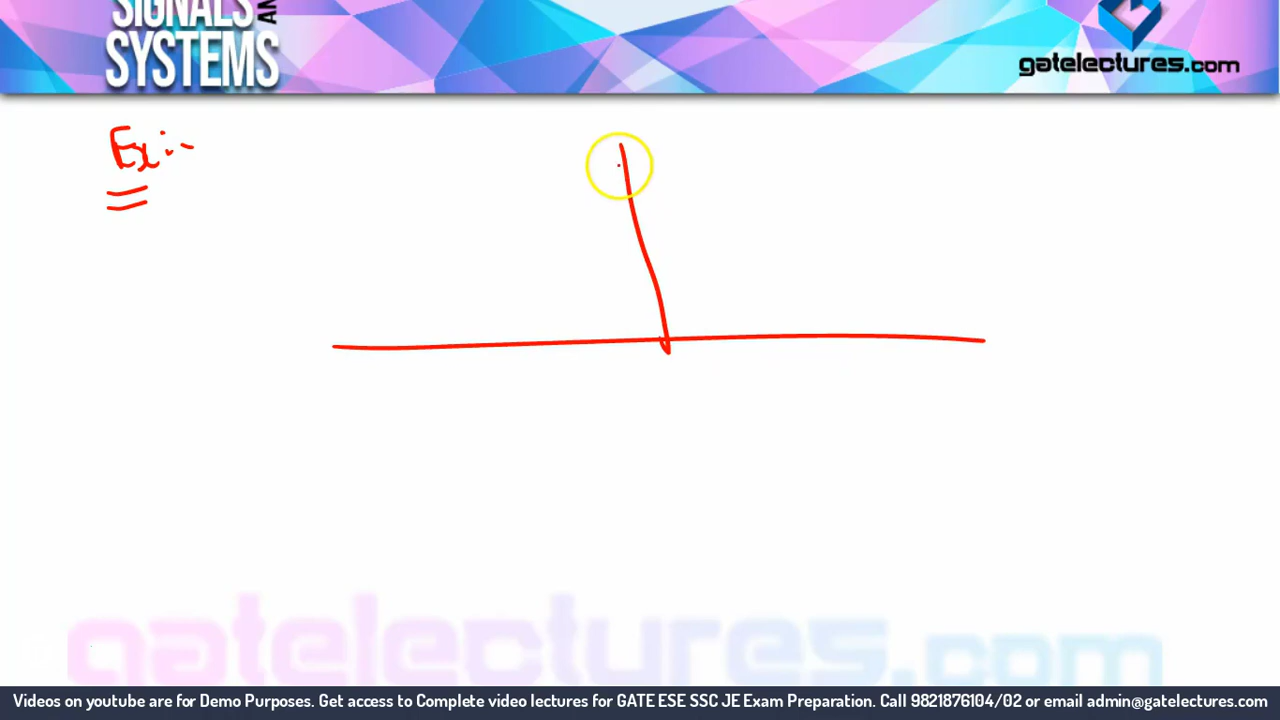 SIGNALS AND
SYSTEMS
gatelectures.com
Ex:-
gatelectures.com
Videos on youtube are for Demo Purposes. Get access to Complete video lectures for GATE ESE SSC JE Exam Preparation. Call 9821876104/02 or email admin@gatelectures.com